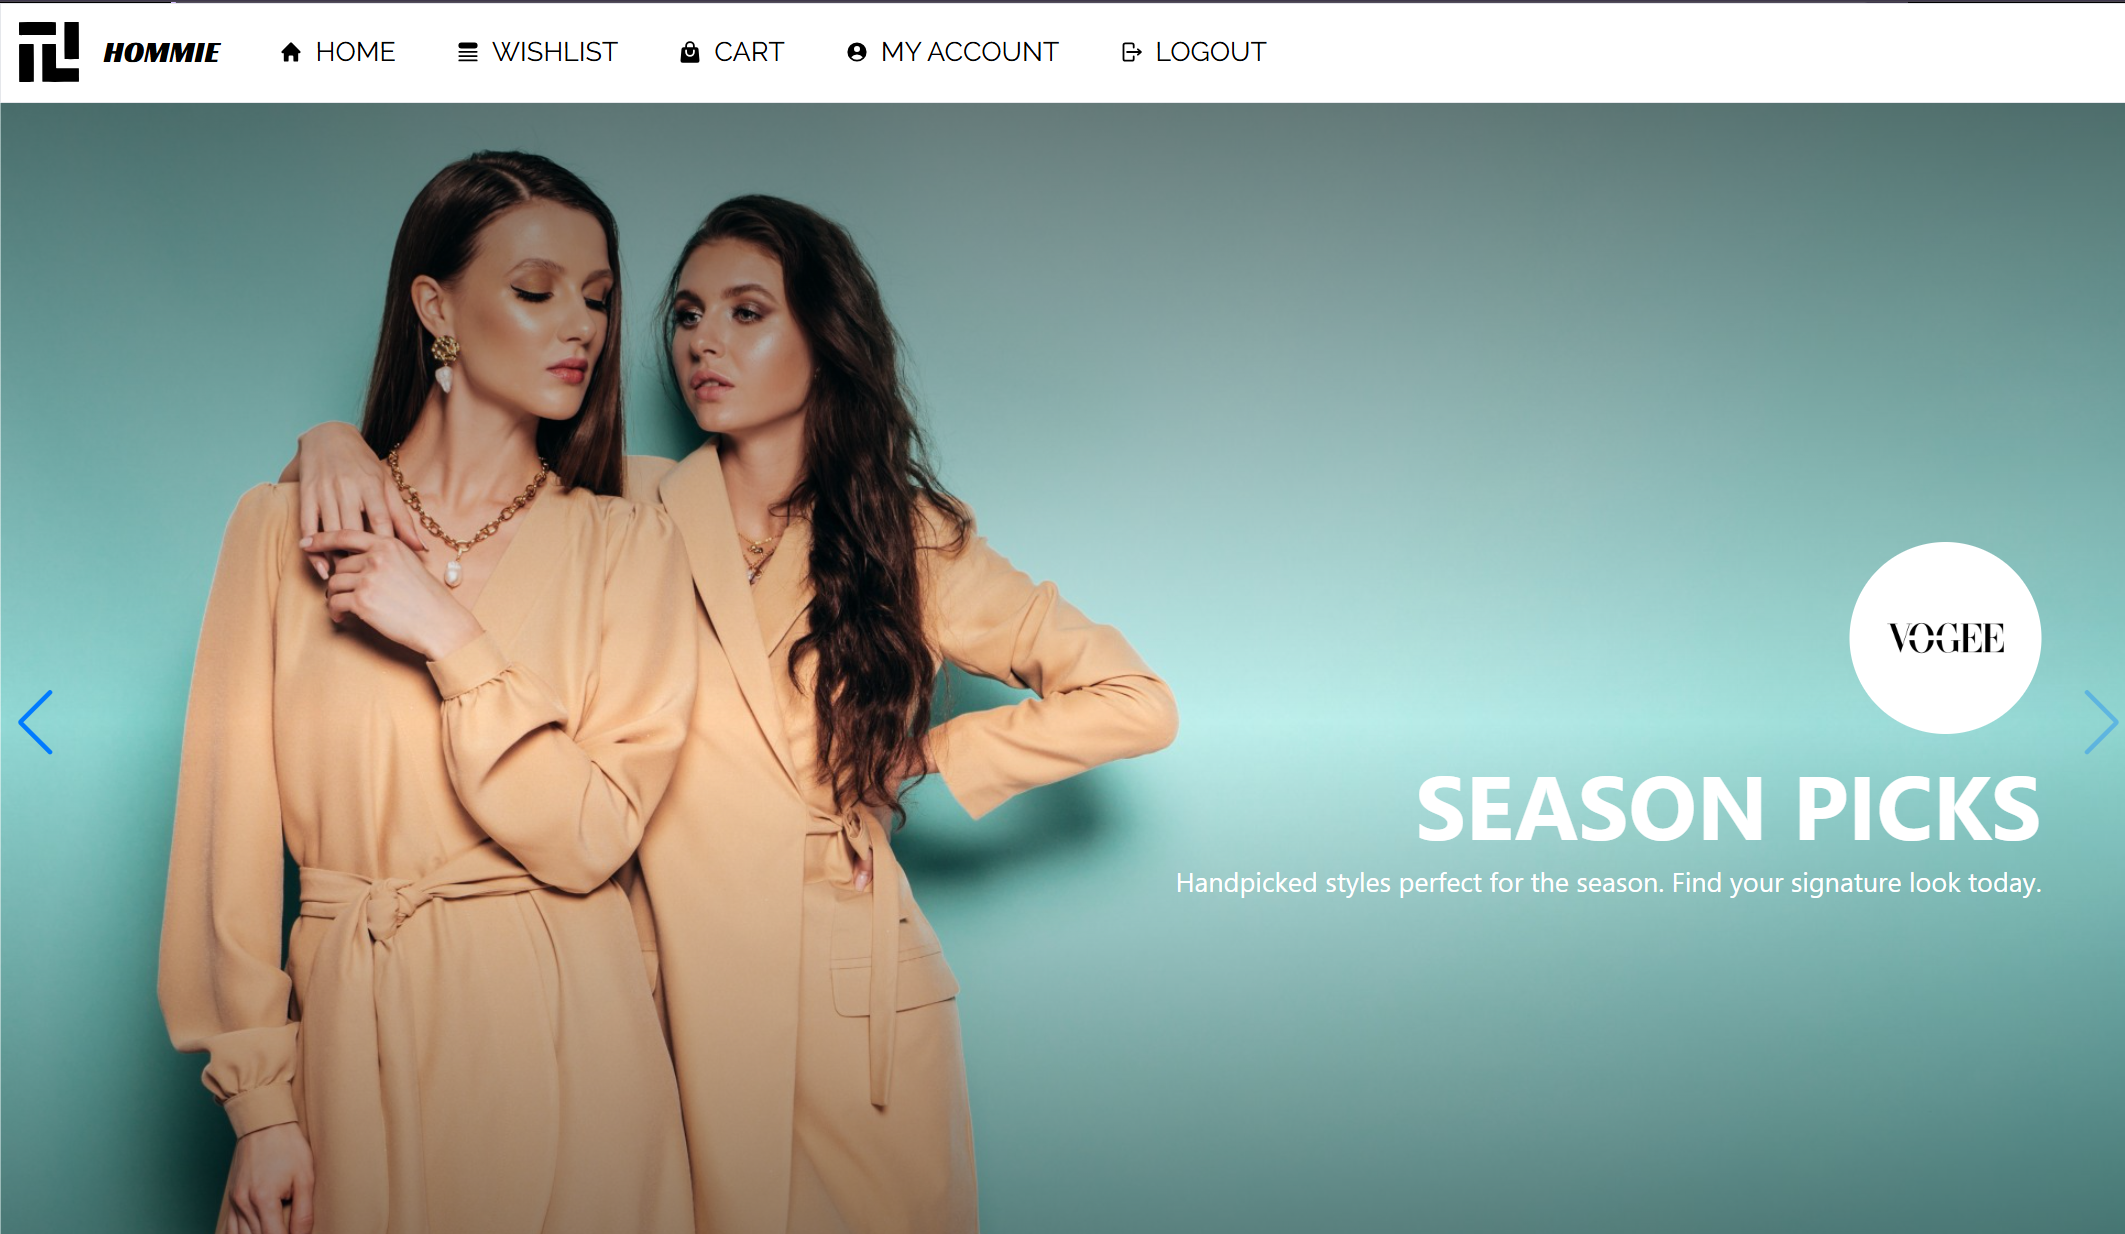 HOMMIE HOME WISHLIST CART MY ACCOUNT LOGOUT
VOGEE
SEASON PICKS
Handpicked styles perfect for the season. Find your signature look today.